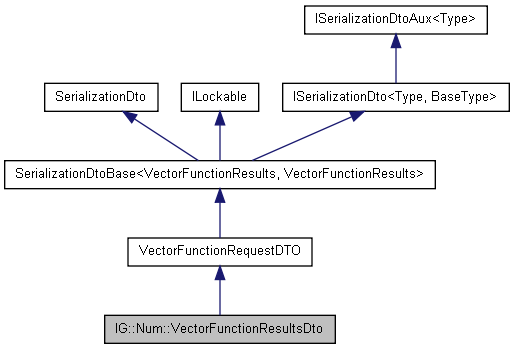 ISerializationDtoAux<Type>
SerializationDto
ILockable
ISerializationDto<Type, BaseType>
SerializationDtoBase<VectorFunctionResults, VectorFunctionResults>
VectorFunctionRequestDTO
IG::Num::VectorFunctionResultsDto